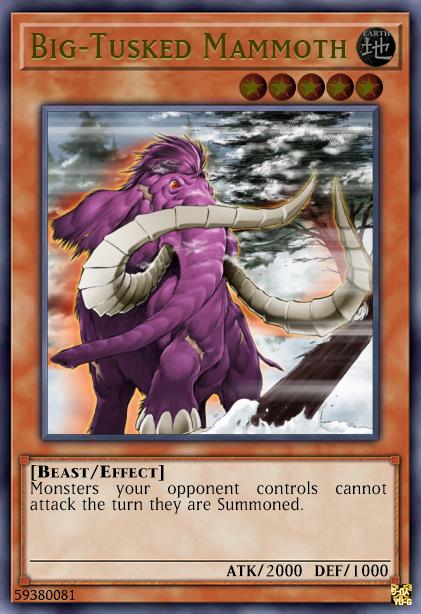 Big-Tusked Mammoth
EARTH
地
[Beast/Effect]
Monsters your opponent controls cannot
attack the turn they are Summoned.
ATK/2000 DEF/1000
59380081